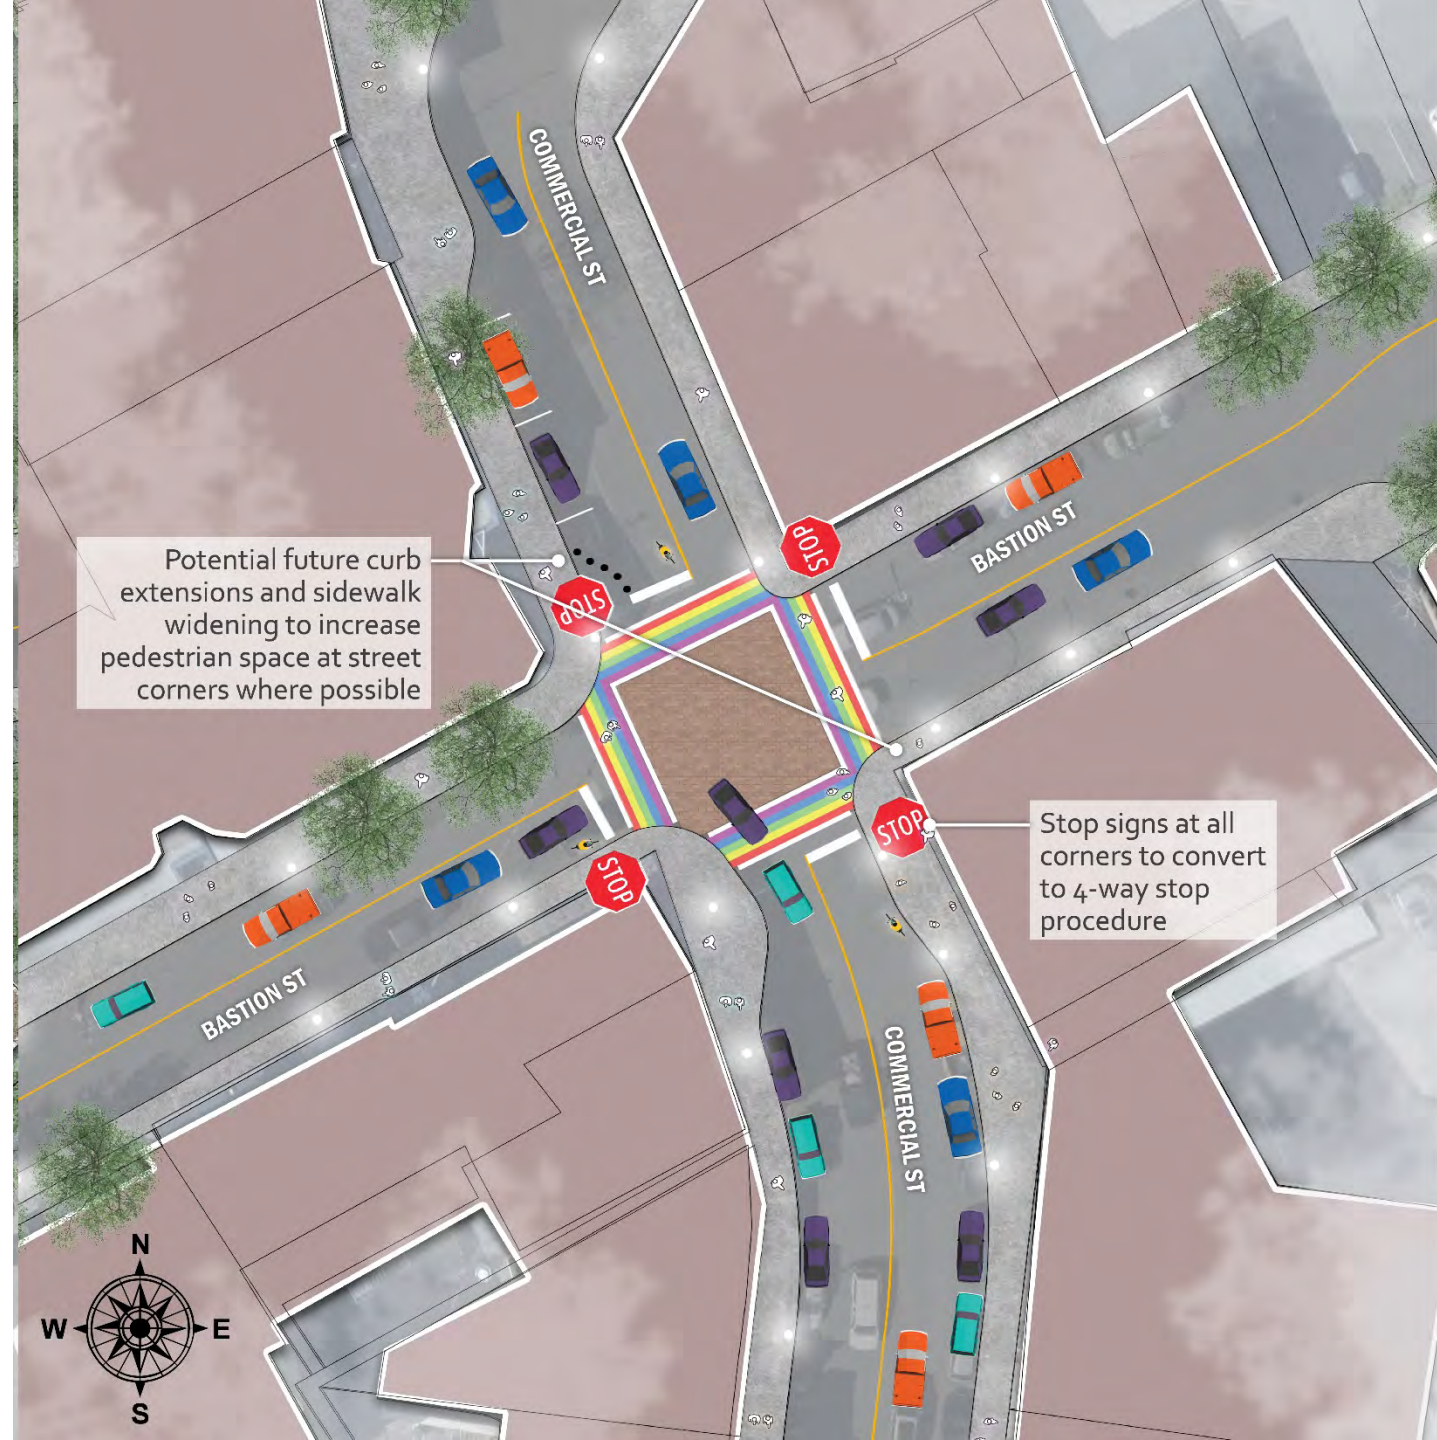 COMMERCIAL ST
STOP
BASTION ST
Potential future curb
extensions and sidewalk
widening to increase
pedestrian space at street
corners where possible
STOP
STOP
Stop signs at all
corners to convert
to 4-way stop
procedure
STOP
BASTION ST
COMMERCIAL ST
N
W
E
S